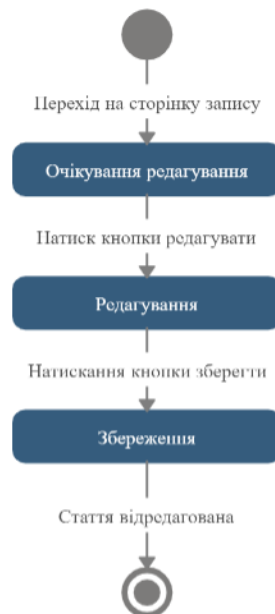 Перехід на сторінку запису
Очікування редагування
Натиск кнопки редагувати
Редагування
Натискання кнопки зберегти
Збереження
Стаття відредагована